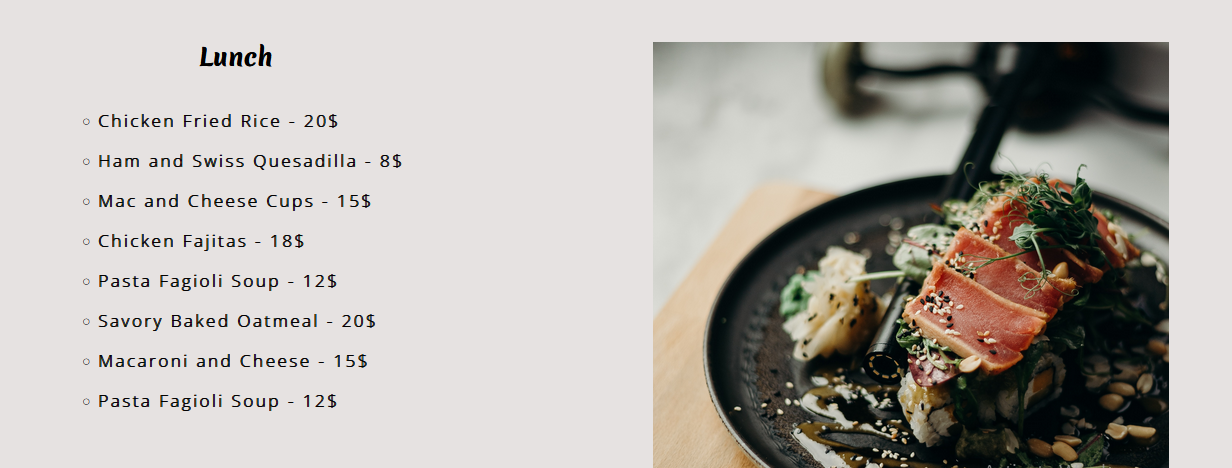 Lunch
Chicken Fried Rice - 20$
Ham and Swiss Quesadilla - 8$
Mac and Cheese Cups - 15$
Chicken Fajitas - 18$
Pasta Fagioli Soup - 12$
Savory Baked Oatmeal - 20$
Macaroni and Cheese - 15$
Pasta Fagioli Soup - 12$